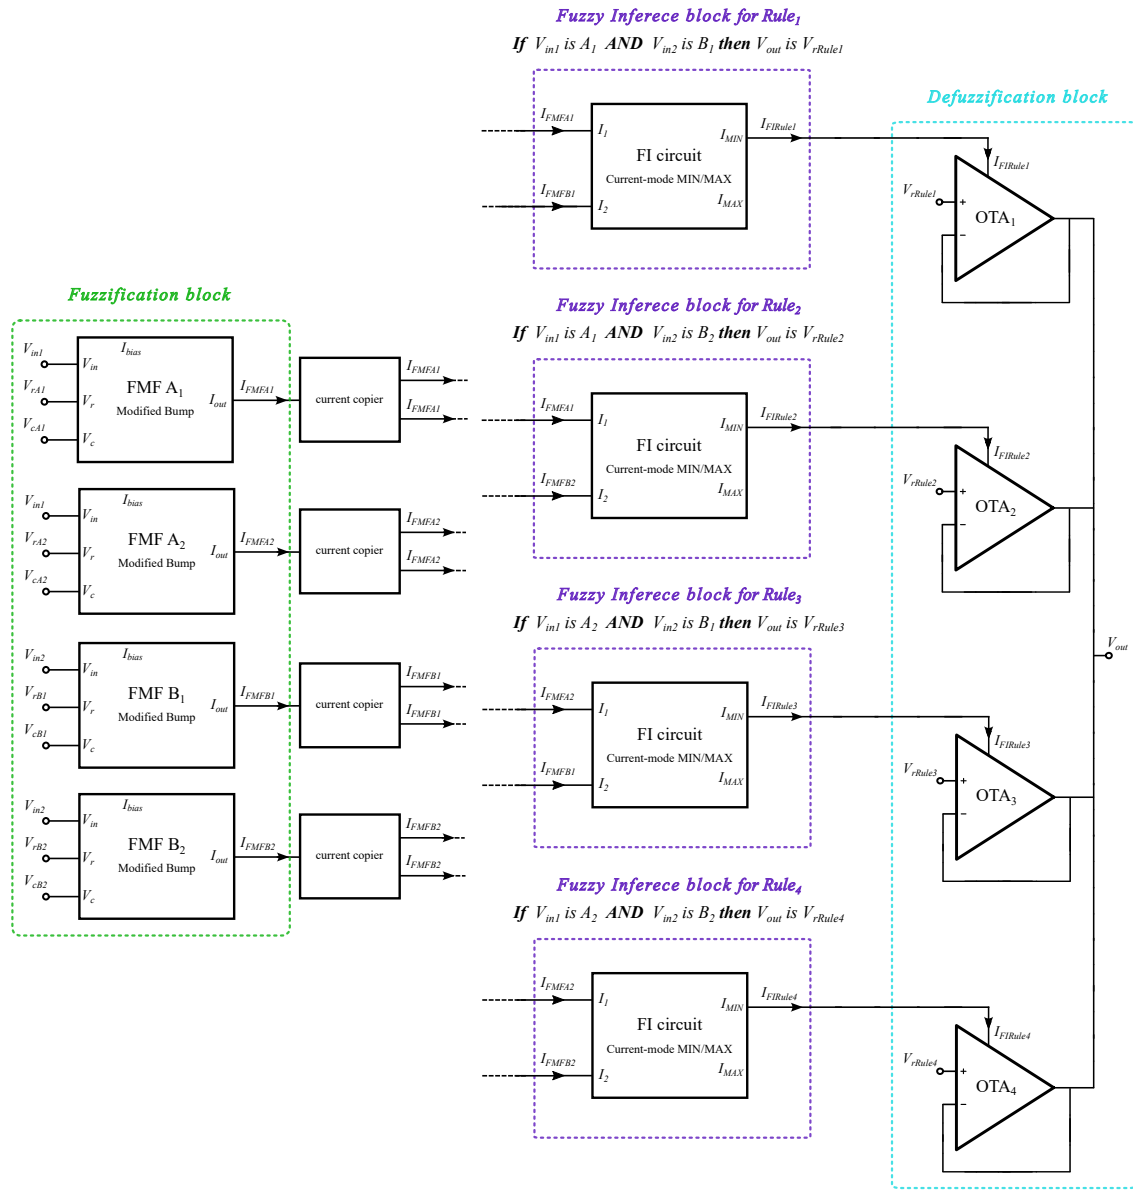 Fuzzy Inferece block for Rule1
If Vin1 is A1 AND Vin2 is B1 then Vout is VrRule1
IFMFA1
I1
IMIN
IFIRule1
FI circuit
Current-mode MIN/MAX
IFMFB1
I2
IMAX
Defuzzification block
IFIRule1
VrRule1
+
OTA1
−
Fuzzification block
Vin1
Ibias
Vin
FMF A1
VrA1
Vr
Modified Bump
Iout
IFMFA1
VcA1
Vc
current copier
IFMFA1
IFMFA1
Vin1
Ibias
Vin
FMF A2
VrA2
Vr
Modified Bump
Iout
IFMFA2
VcA2
Vc
current copier
IFMFA2
IFMFA2
Vin2
Ibias
Vin
FMF B1
VrB1
Vr
Modified Bump
Iout
IFMFB1
VcB1
Vc
current copier
IFMFB1
IFMFB1
Vin2
Ibias
Vin
FMF B2
VrB2
Vr
Modified Bump
Iout
IFMFB2
VcB2
Vc
current copier
IFMFB2
IFMFB2
Fuzzy Inferece block for Rule2
If Vin1 is A1 AND Vin2 is B2 then Vout is VrRule2
IFMFA1
I1
IMIN
IFIRule2
FI circuit
Current-mode MIN/MAX
IFMFB2
I2
IMAX
IFIRule2
VrRule2
+
OTA2
−
Fuzzy Inferece block for Rule3
If Vin1 is A2 AND Vin2 is B1 then Vout is VrRule3
IFMFA2
I1
IMIN
IFIRule3
FI circuit
Current-mode MIN/MAX
IFMFB1
I2
IMAX
IFIRule3
VrRule3
+
OTA3
−
Vout
Fuzzy Inferece block for Rule4
If Vin1 is A2 AND Vin2 is B2 then Vout is VrRule4
IFMFA2
I1
IMIN
IFIRule4
FI circuit
Current-mode MIN/MAX
IFMFB2
I2
IMAX
IFIRule4
VrRule4
+
OTA4
−